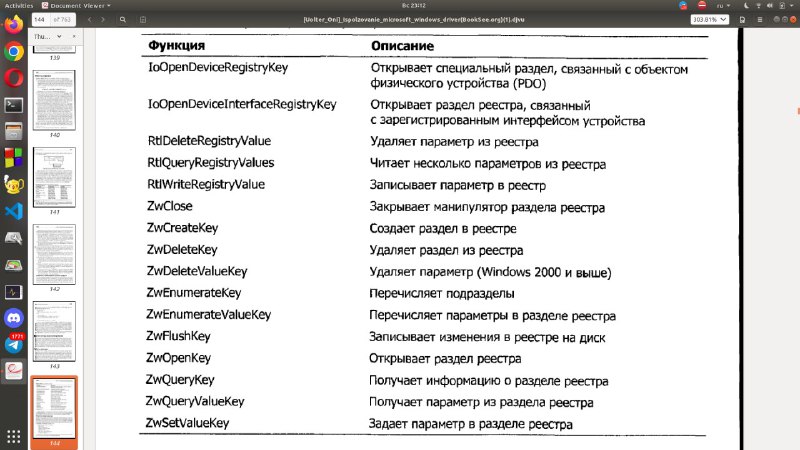 Activities Document Viewer Вс 23:12 ru
144 of 763 [Uolter_Oni]_Ispolzovanie_microsoft_windows_driver(BookSee.org)(1).djvu 303.81%
Thu...
139
140
141
142
143
144
1771
Функция Описание
IoOpenDeviceRegistryKey Открывает специальный раздел, связанный с объектом
физического устройства (PDO)
IoOpenDeviceInterfaceRegistryKey Открывает раздел реестра, связанный
с зарегистрированным интерфейсом устройства
RtlDeleteRegistryValue Удаляет параметр из реестра
RtlQueryRegistryValues Читает несколько параметров из реестра
RtlWriteRegistryValue Записывает параметр в реестр
ZwClose Закрывает манипулятор раздела реестра
ZwCreateKey Создает раздел в реестре
ZwDeleteKey Удаляет раздел из реестра
ZwDeleteValueKey Удаляет параметр (Windows 2000 и выше)
ZwEnumerateKey Перечисляет подразделы
ZwEnumerateValueKey Перечисляет параметры в разделе реестра
ZwFlushKey Записывает изменения в реестре на диск
ZwOpenKey Открывает раздел реестра
ZwQueryKey Получает информацию о разделе реестра
ZwQueryValueKey Получает параметр из раздела реестра
ZwSetValueKey Задает параметр в разделе реестра